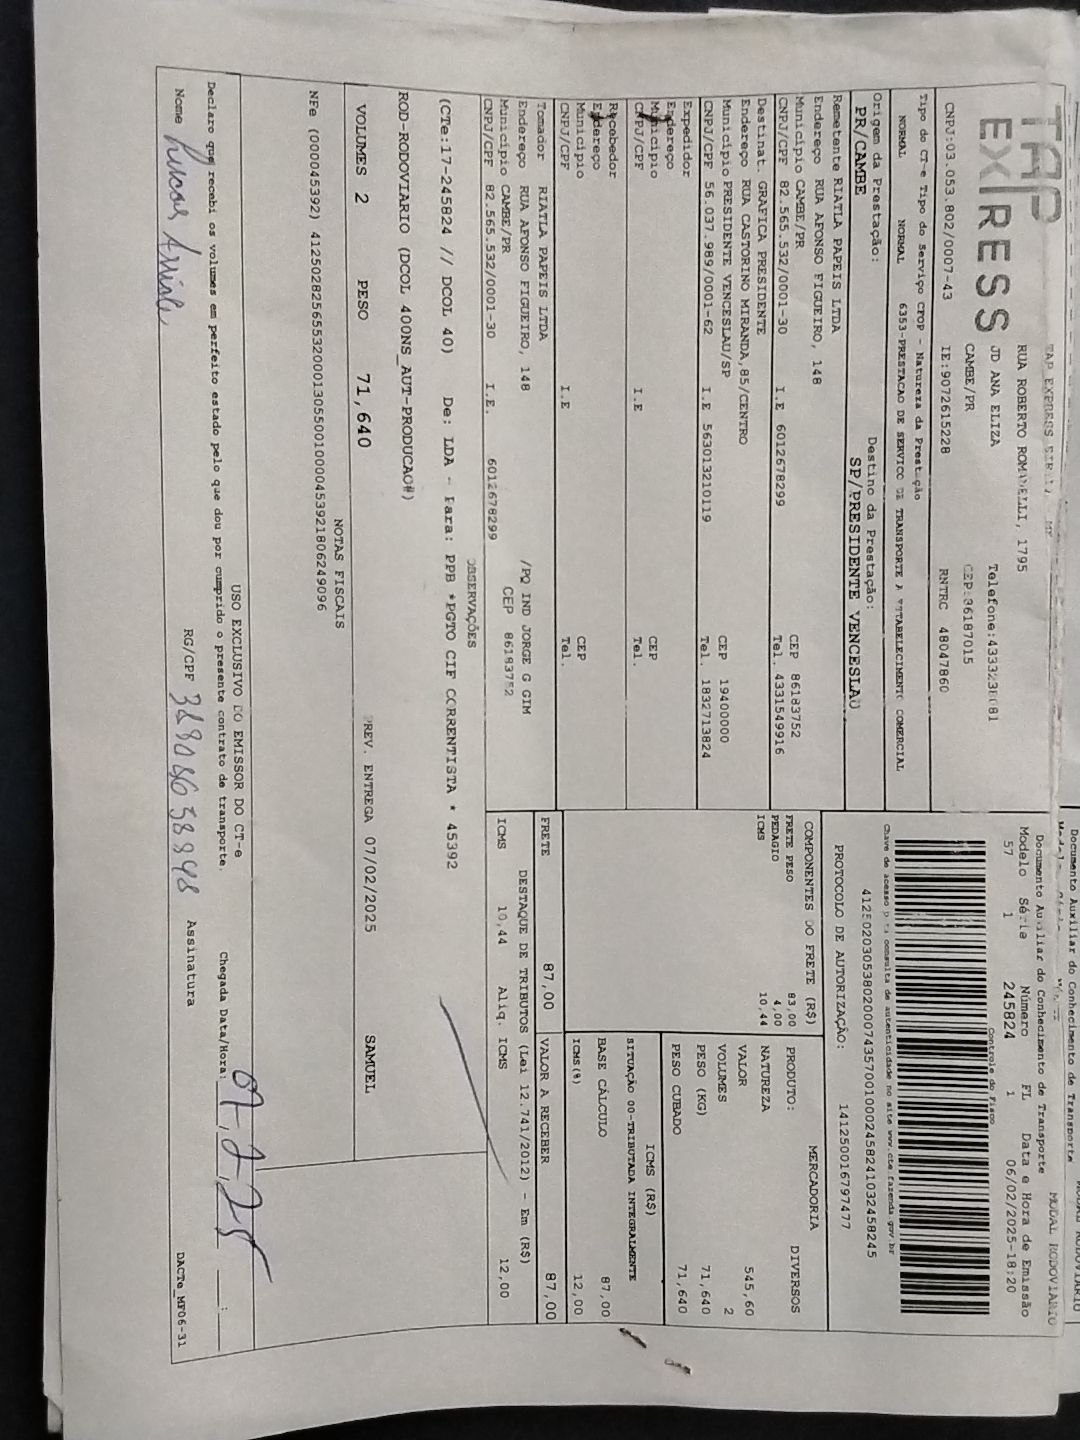 Documento Auxiliar do Conhecimento de Transporte
TAP EXPRESS
RUA ROBERTO ROMANELLI, 1795
JD ANA ELIZA
CAMBE/PR CEP:86187015
CNPJ:03.053.802/0007-43 IE:9072615228 RNTRC 48047860
Documento Auxiliar do Conhecimento de Transporte MODAL RODOVIARIO
Modelo Série Número FL Data e Hora de Emissão
57 1 245824 1 06/02/2025-18:20
Controle do Fisco
Tipo do CT-e Tipo do Serviço CFOP - Natureza da Prestação
NORMAL NORMAL 6353-PRESTACAO DE SERVICO DE TRANSPORTE A ESTABELECIMENTO COMERCIAL
Chave de acesso p/ consulta de autenticidade no site www.cte.fazenda.gov.br
41250203053802000743570010002458241032458245
PROTOCOLO DE AUTORIZAÇÃO: 141250016797477
Origem da Prestação: Destino da Prestação:
PR/CAMBE SP/PRESIDENTE VENCESLAU
Remetente RIATLA PAPEIS LTDA
Endereço RUA AFONSO FIGUEIRO, 148
Município CAMBE/PR CEP 86183752
CNPJ/CPF 82.565.532/0001-30 I.E 6012678299 Tel. 4331549916
Destinat. GRAFICA PRESIDENTE
Endereço RUA CASTORINO MIRANDA,85/CENTRO
Município PRESIDENTE VENCESLAU/SP CEP 19400000
CNPJ/CPF 56.037.989/0001-62 I.E 563013210119 Tel. 1832713824
Expedidor
Endereço
Município CEP
CNPJ/CPF I.E Tel.
Recebedor
Endereço
Município CEP
CNPJ/CPF I.E Tel.
Tomador RIATLA PAPEIS LTDA
Endereço RUA AFONSO FIGUEIRO, 148 /PQ IND JORGE G GIM
Município CAMBE/PR CEP 86183752
CNPJ/CPF 82.565.532/0001-30 I.E. 6012678299
COMPONENTES DO FRETE (R$)
FRETE PESO 83,00
PEDAGIO 4,00
ICMS 10,44
MERCADORIA
PRODUTO: DIVERSOS
NATUREZA
VALOR 545,60
VOLUMES 2
PESO (KG) 71,640
PESO CUBADO 71,640
ICMS (R$)
SITUAÇÃO 00-TRIBUTADA INTEGRALMENTE
BASE CÁLCULO 87,00
ICMS(%) 12,00
FRETE 87,00 VALOR A RECEBER 87,00
DESTAQUE DE TRIBUTOS (Lei 12.741/2012) - Em (R$)
ICMS 10,44 Aliq. ICMS 12,00
OBSERVAÇÕES
(CTe:17-245824 // DCOL 40) De: LDA - Para: PPB *PGTO CIF CORRENTISTA * 45392
ROD-RODOVIARIO (DCOL 400NS_AUT-PRODUCAO#)
VOLUMES 2 PESO 71,640 PREV. ENTREGA 07/02/2025 SAMUEL
NOTAS FISCAIS
NFe (000045392) 41250282565532000130550010000453921806249096
USO EXCLUSIVO DO EMISSOR DO CT-e
Declaro que recebi os volumes em perfeito estado pelo que dou por cumprido o presente contrato de transporte. Chegada Data/Hora: 07.2.25 :
Nome Lucas RG/CPF Assinatura
DACTe_MF06-31